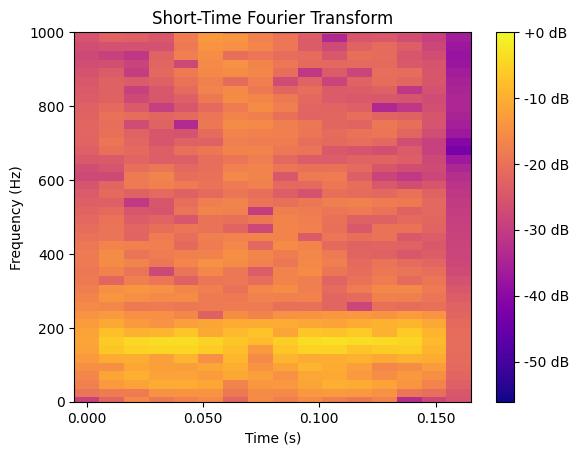 Short-Time Fourier Transform
1000
800
600
400
200
0
Frequency (Hz)
0.000
0.050
0.100
0.150
Time (s)
+0 dB
-10 dB
-20 dB
-30 dB
-40 dB
-50 dB